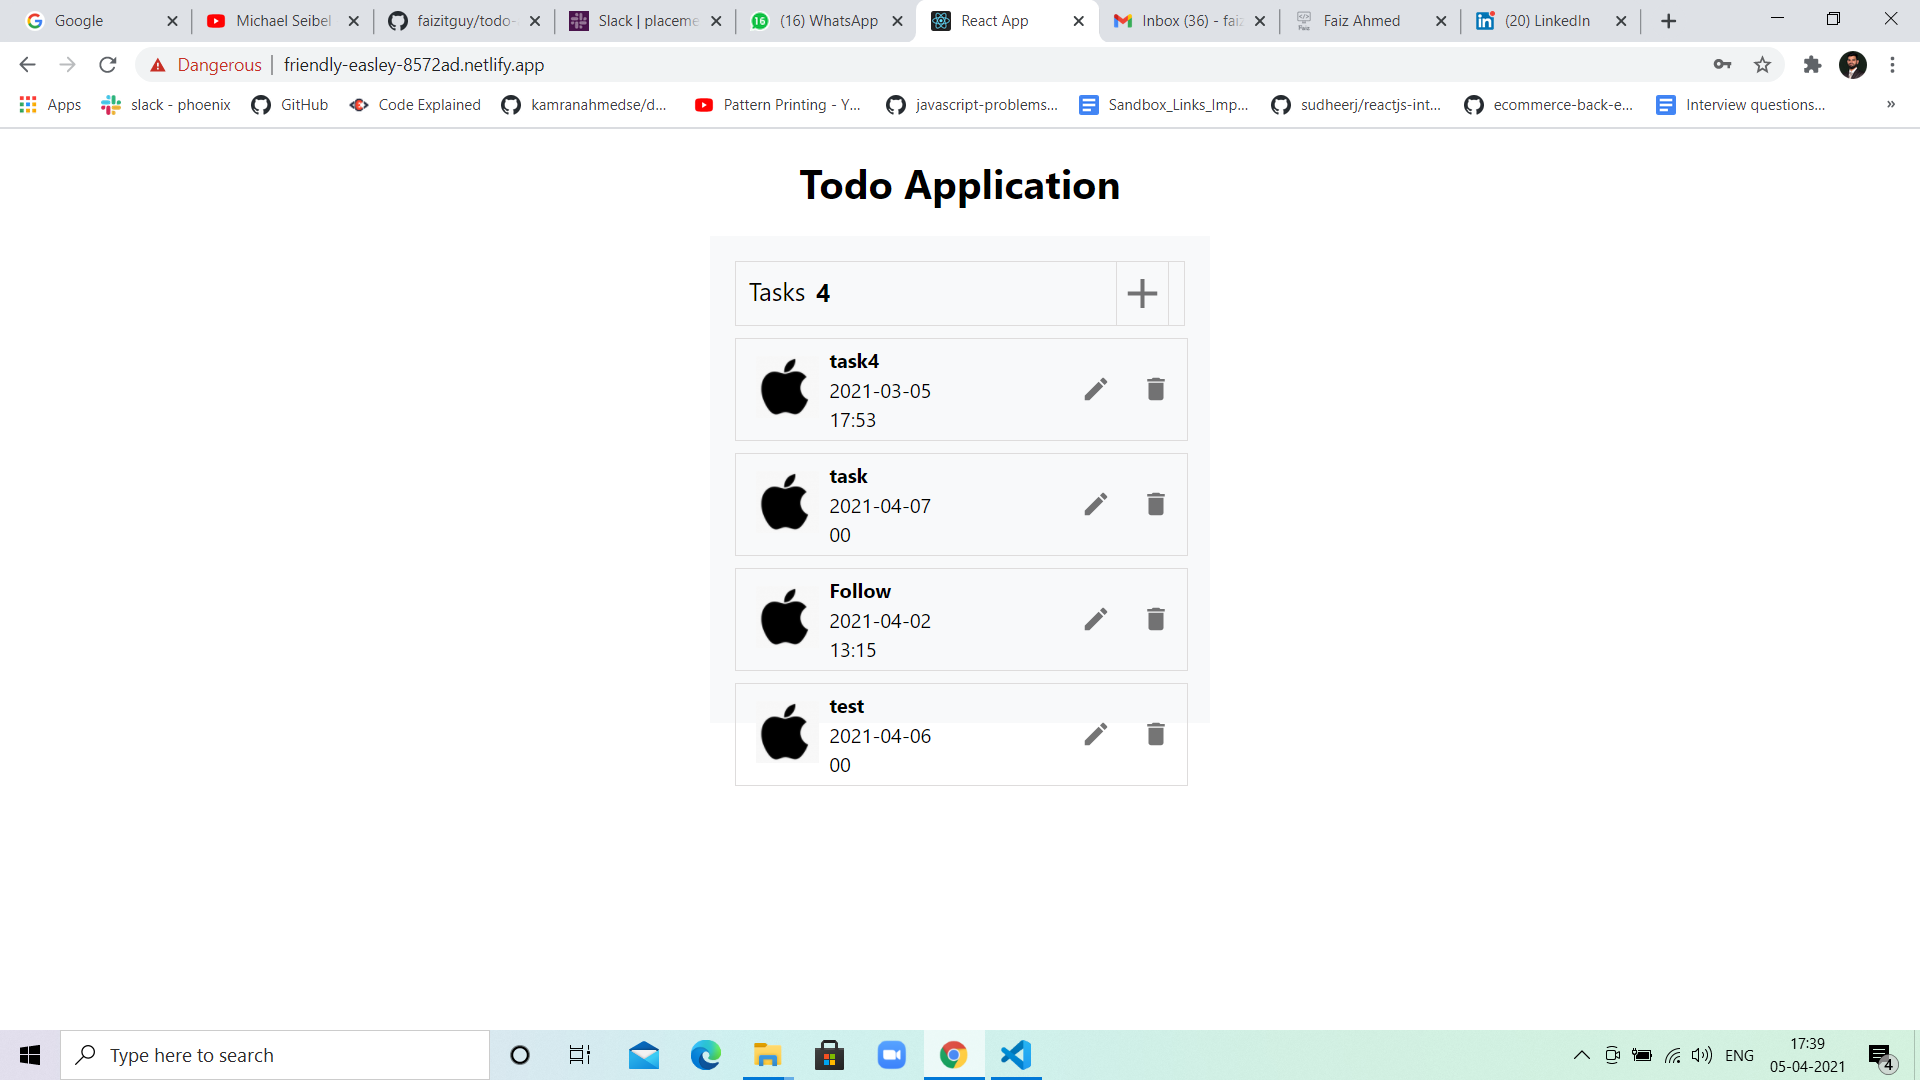 Google
Michael Seibel
faizitguy/todo-
Slack | placeme
(16) WhatsApp
React App
Inbox (36) - faiz
Faiz Ahmed
(20) LinkedIn
Dangerous | friendly-easley-8572ad.netlify.app
Apps
slack - phoenix
GitHub
Code Explained
kamranahmedse/d...
Pattern Printing - Y...
javascript-problems...
Sandbox_Links_Imp...
sudheerj/reactjs-int...
ecommerce-back-e...
Interview questions...
»
Todo Application
Tasks 4
task4
2021-03-05
17:53
task
2021-04-07
00
Follow
2021-04-02
13:15
test
2021-04-06
00
Type here to search
ENG
17:39
05-04-2021
4